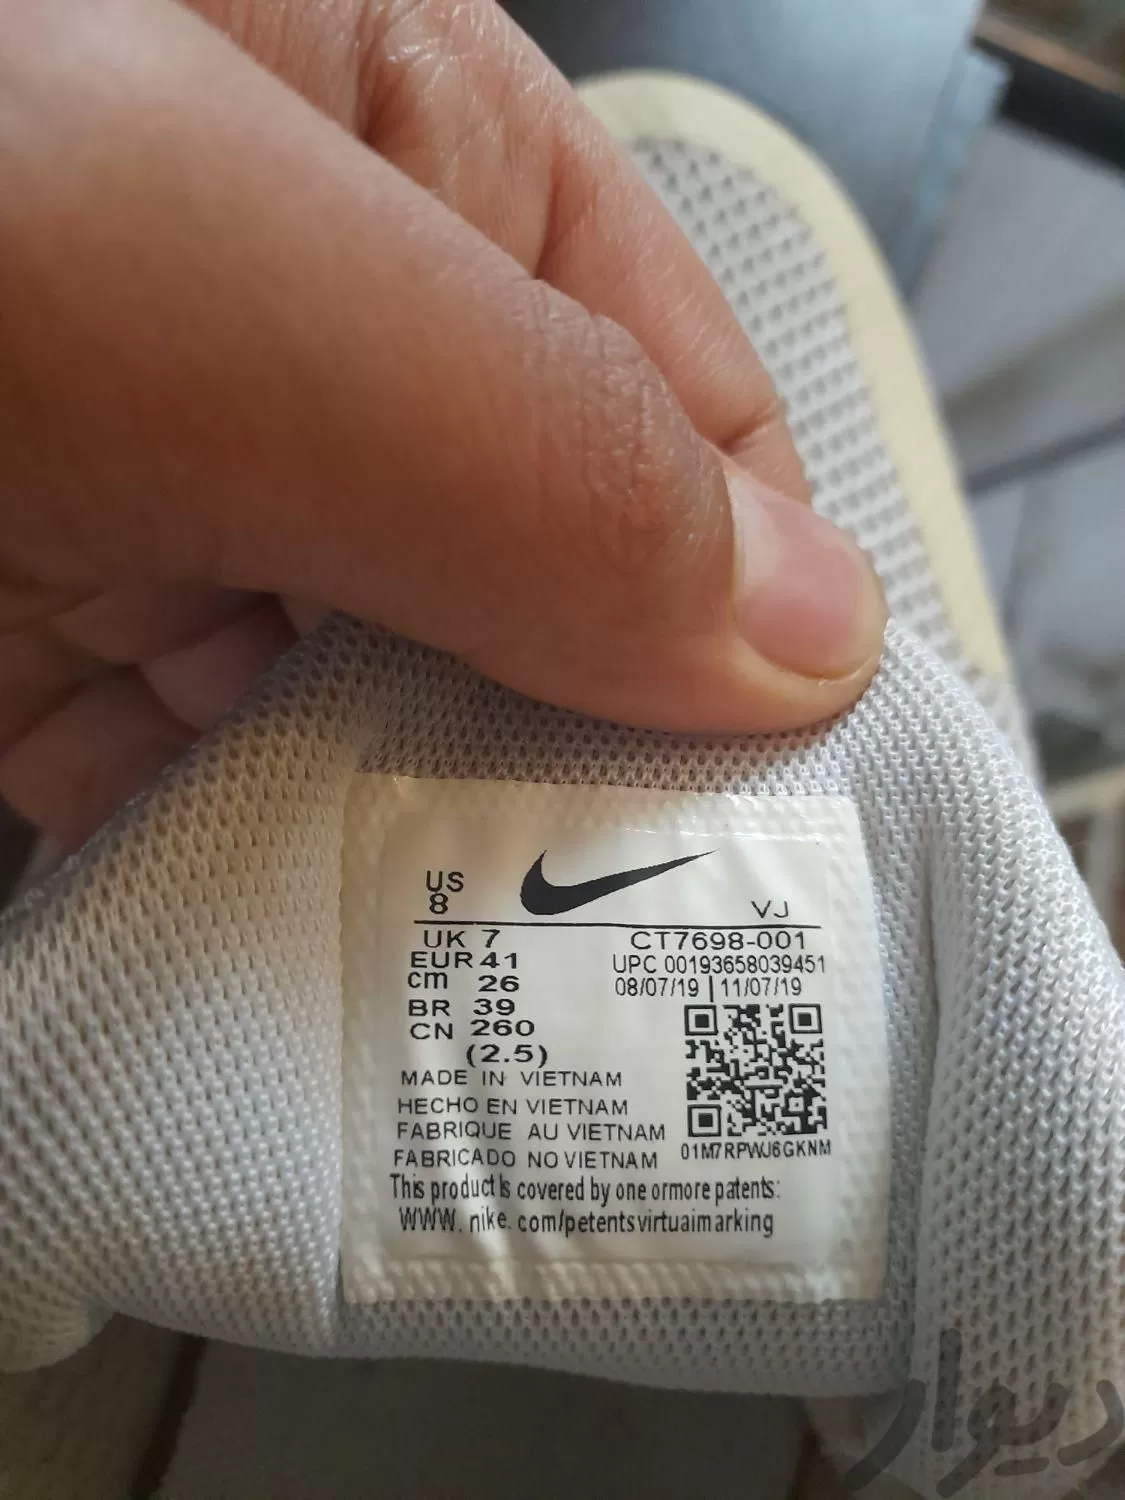 US
8
VJ
UK 7
CT7698-001
EUR 41
UPC 00193658039451
cm 26
08/07/19 | 11/07/19
BR 39
CN 260
(2.5)
MADE IN VIETNAM
HECHO EN VIETNAM
FABRIQUE AU VIETNAM
FABRICADO NO VIETNAM
01M7RPWJ6GKNM
This product Is covered by one ormore patents:
WWW. nike. com/petentsvirtuaimarking
دیوار